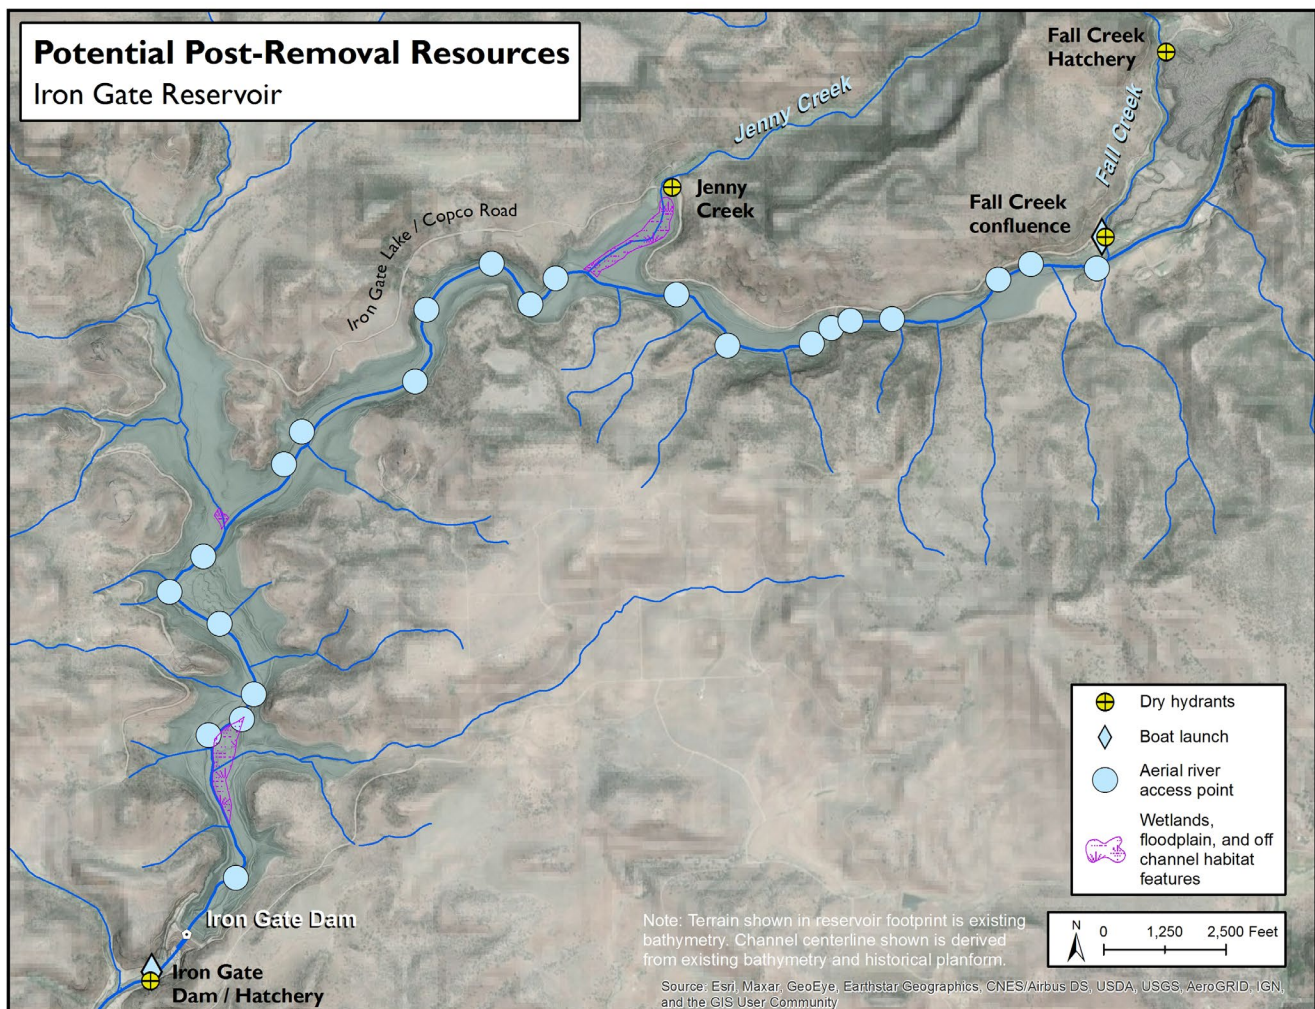 Potential Post-Removal Resources
Iron Gate Reservoir
Fall Creek
Hatchery
Jenny Creek
Fall Creek
Jenny
Creek
Fall Creek
confluence
Iron Gate Lake / Copco Road
Dry hydrants
Boat launch
Aerial river
access point
Wetlands,
floodplain, and off
channel habitat
features
Iron Gate Dam
Iron Gate
Dam / Hatchery
Note: Terrain shown in reservoir footprint is existing
bathymetry. Channel centerline shown is derived
from existing bathymetry and historical planform.
N
0 1,250 2,500 Feet
Source: Esri, Maxar, GeoEye, Earthstar Geographics, CNES/Airbus DS, USDA, USGS, AeroGRID, IGN,
and the GIS User Community